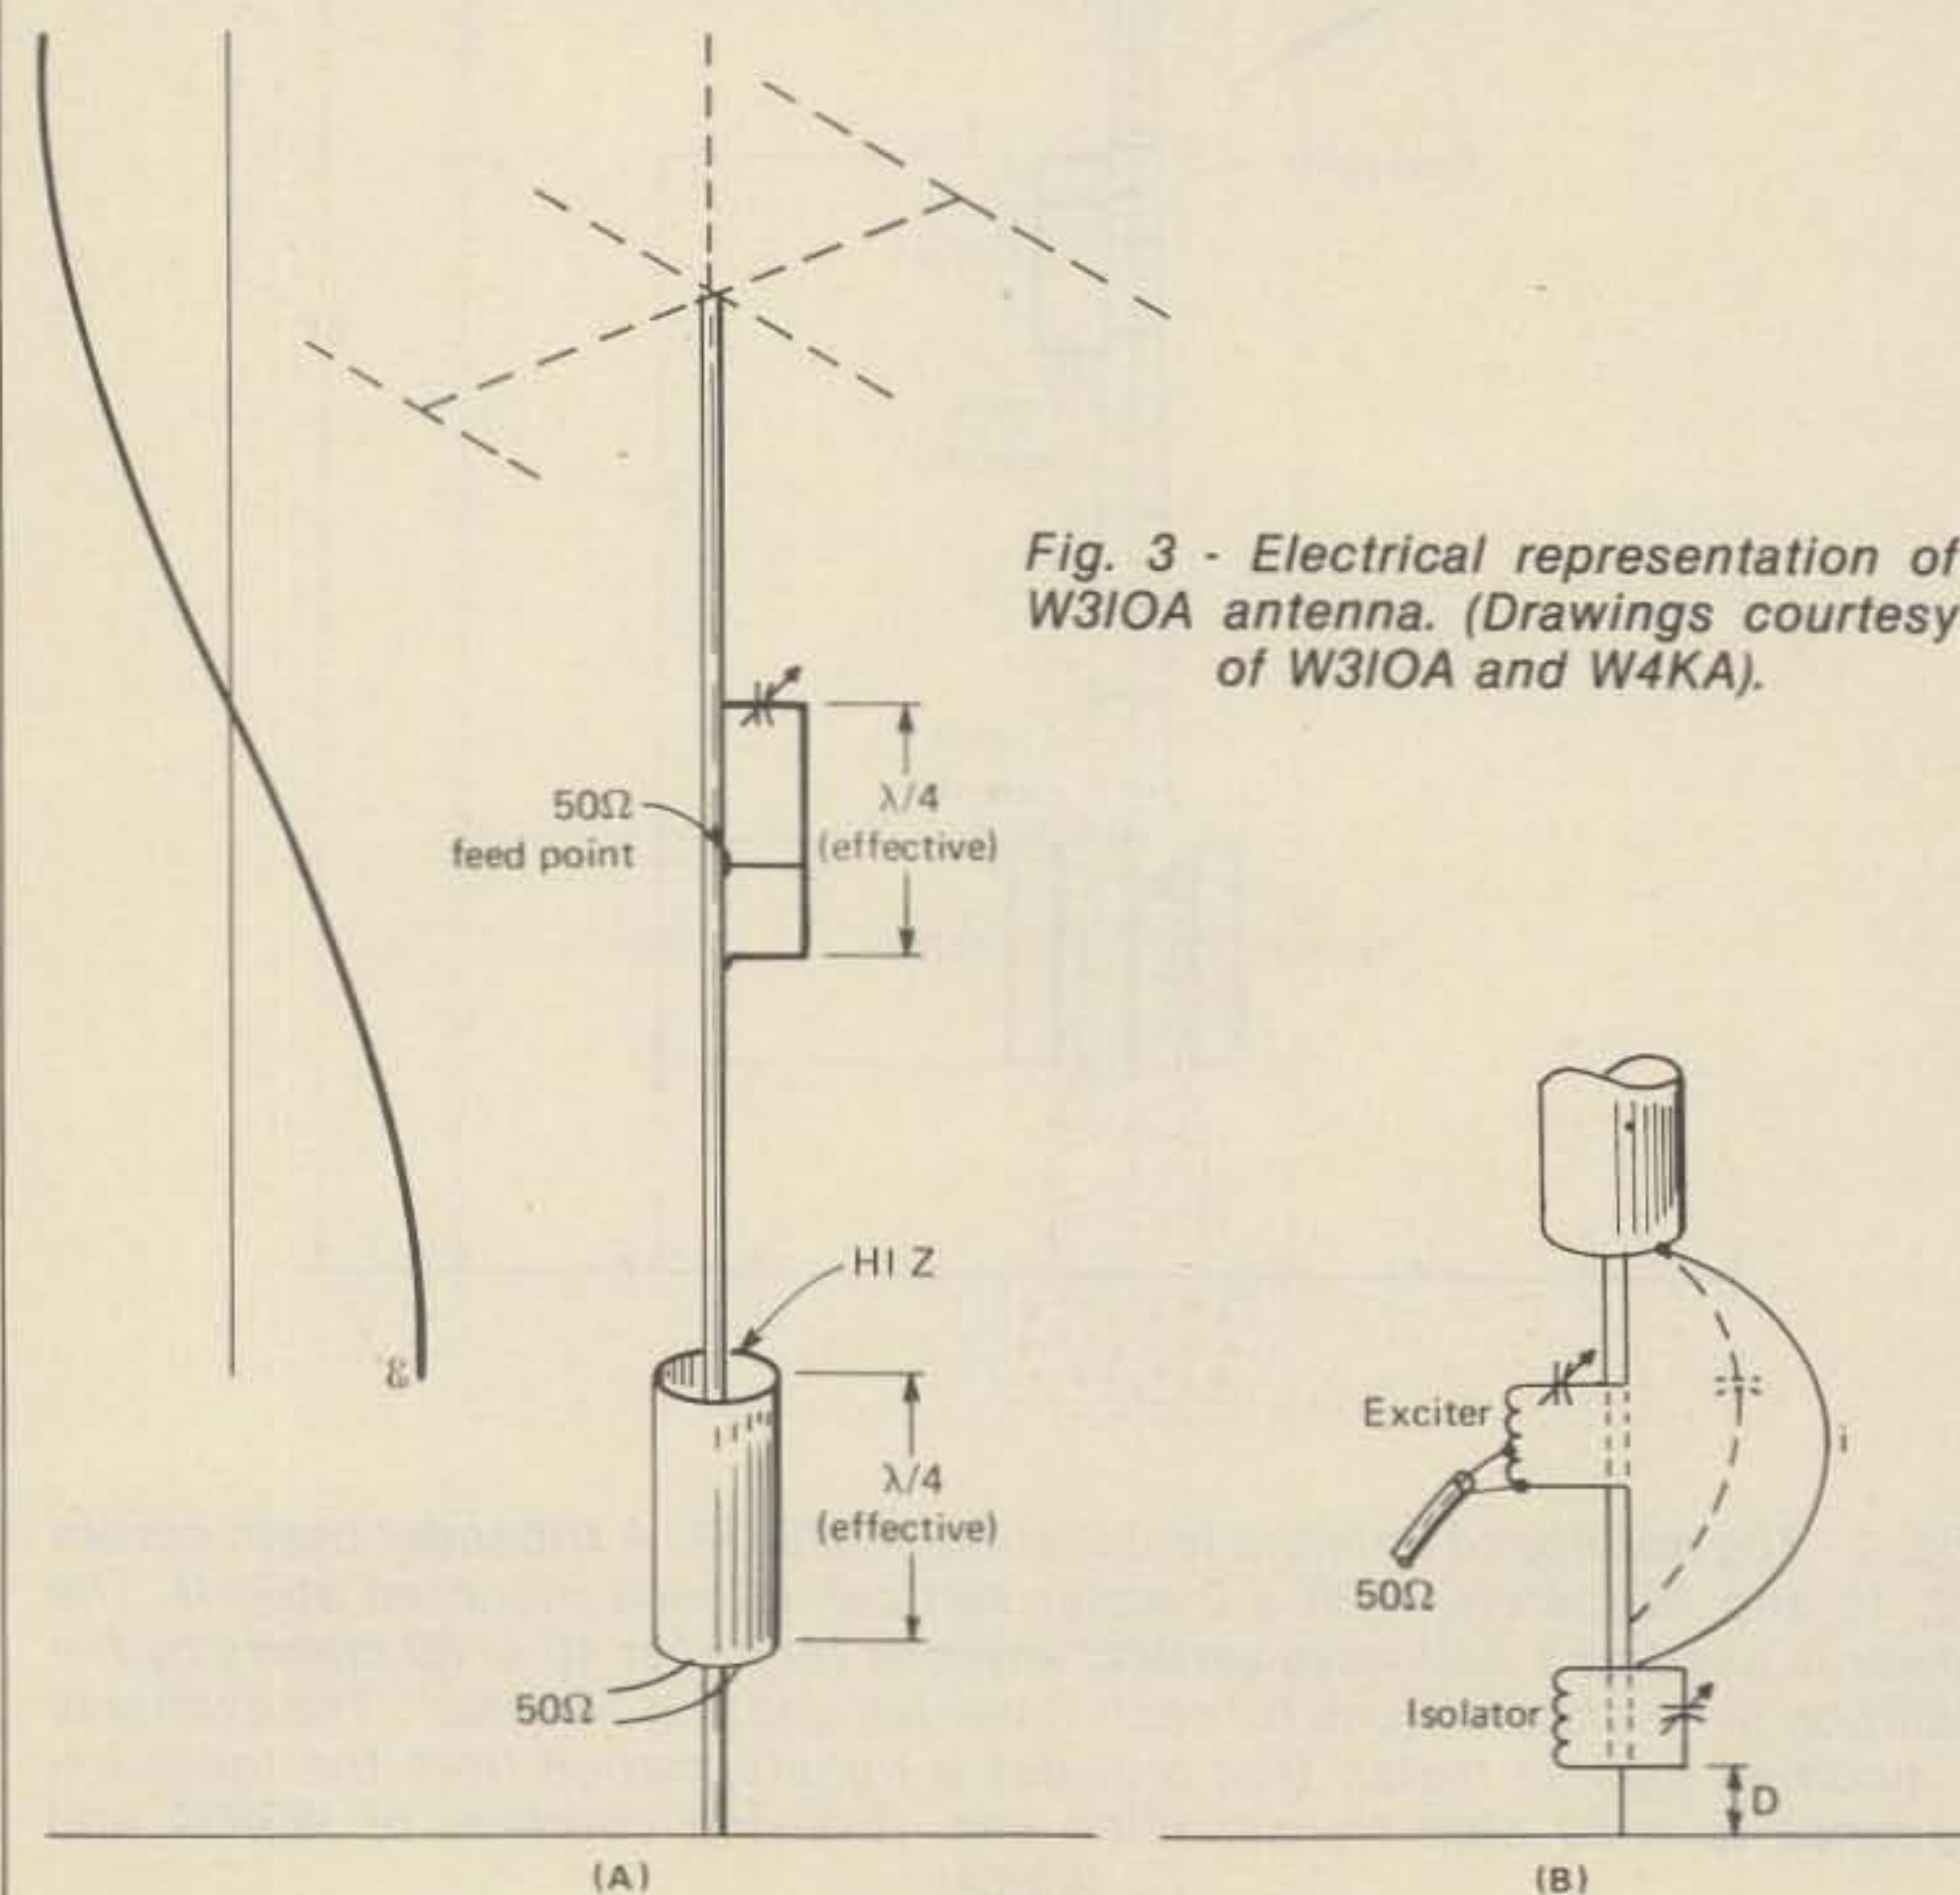 Fig. 3 - Electrical representation of
W3IOA antenna. (Drawings courtesy
of W3IOA and W4KA).
50Ω
feed point
λ/4
(effective)
HI Z
λ/4
(effective)
50Ω
(A)
Exciter
i
50Ω
Isolator
D
(B)